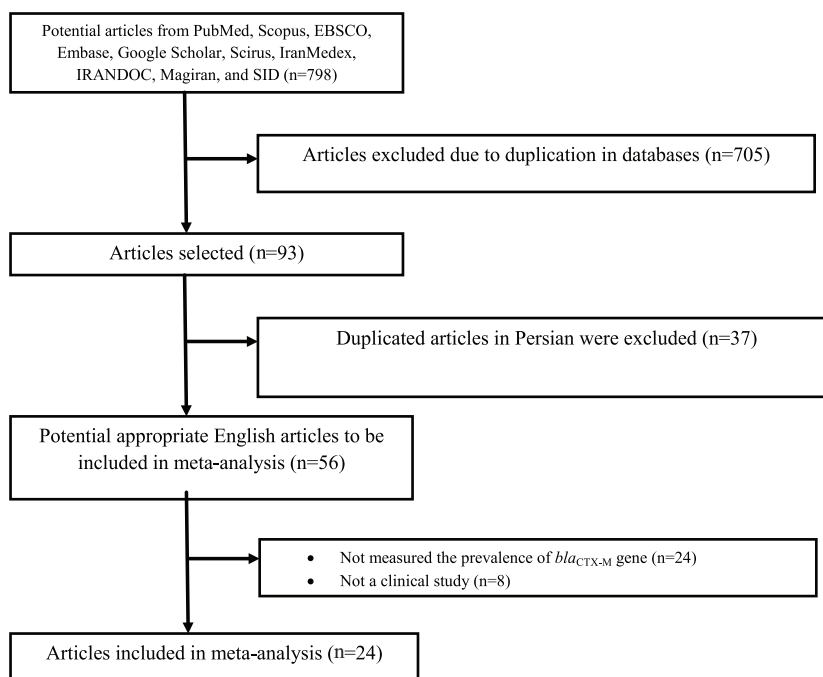 Potential articles from PubMed, Scopus, EBSCO,
Embase, Google Scholar, Scirus, IranMedex,
IRANDOC, Magiran, and SID (n=798)
Articles excluded due to duplication in databases (n=705)
Articles selected (n=93)
Duplicated articles in Persian were excluded (n=37)
Potential appropriate English articles to be
included in meta-analysis (n=56)
• Not measured the prevalence of blaCTX-M gene (n=24)
• Not a clinical study (n=8)
Articles included in meta-analysis (n=24)